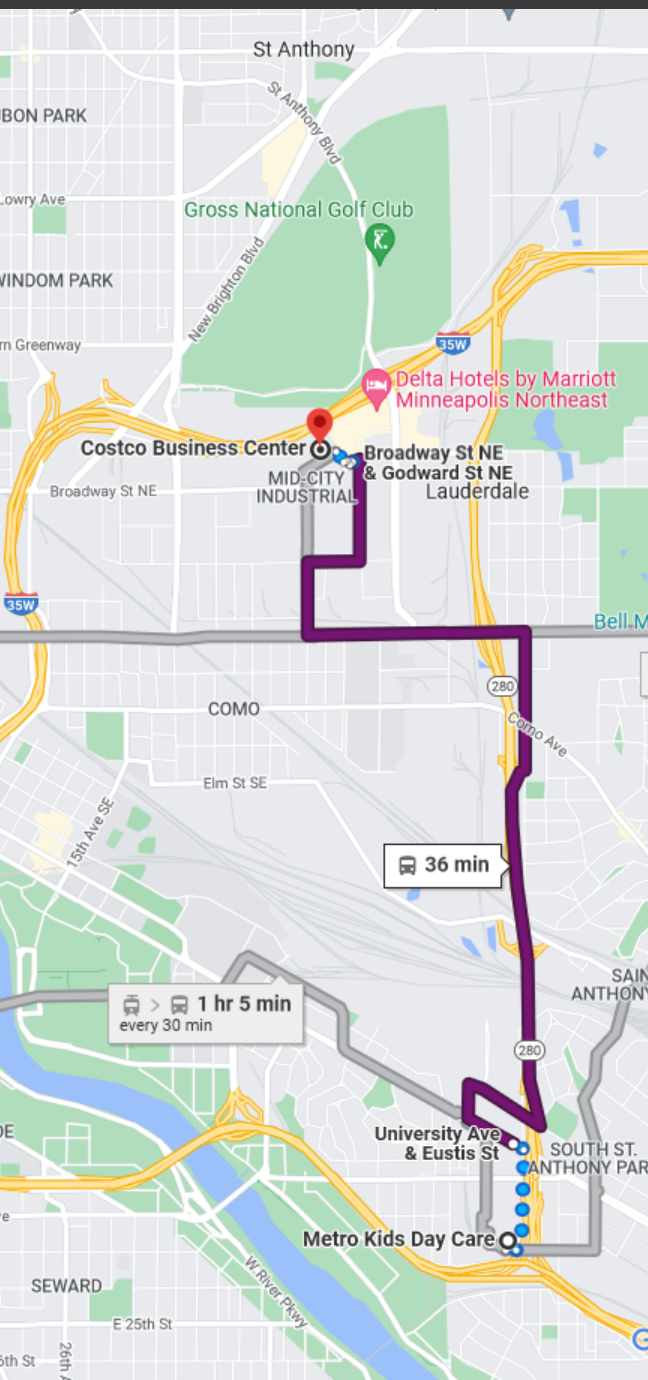 St Anthony
St Anthony Blvd
BON PARK
Lowry Ave
Gross National Golf Club
WINDOM PARK
New Brighton Blvd
rn Greenway
35W
Delta Hotels by Marriott
Minneapolis Northeast
Costco Business Center
Broadway St NE
& Godward St NE
MID-CITY
INDUSTRIAL
Lauderdale
Broadway St NE
35W
Bell M
280
COMO
Como Ave
Elm St SE
15th Ave SE
36 min
SAIN
ANTHONY
1 hr 5 min
every 30 min
280
University Ave
& Eustis St
SOUTH ST.
ANTHONY PAR
Metro Kids Day Care
W River Pkwy
SEWARD
E 25th St
26th A
6th St
G